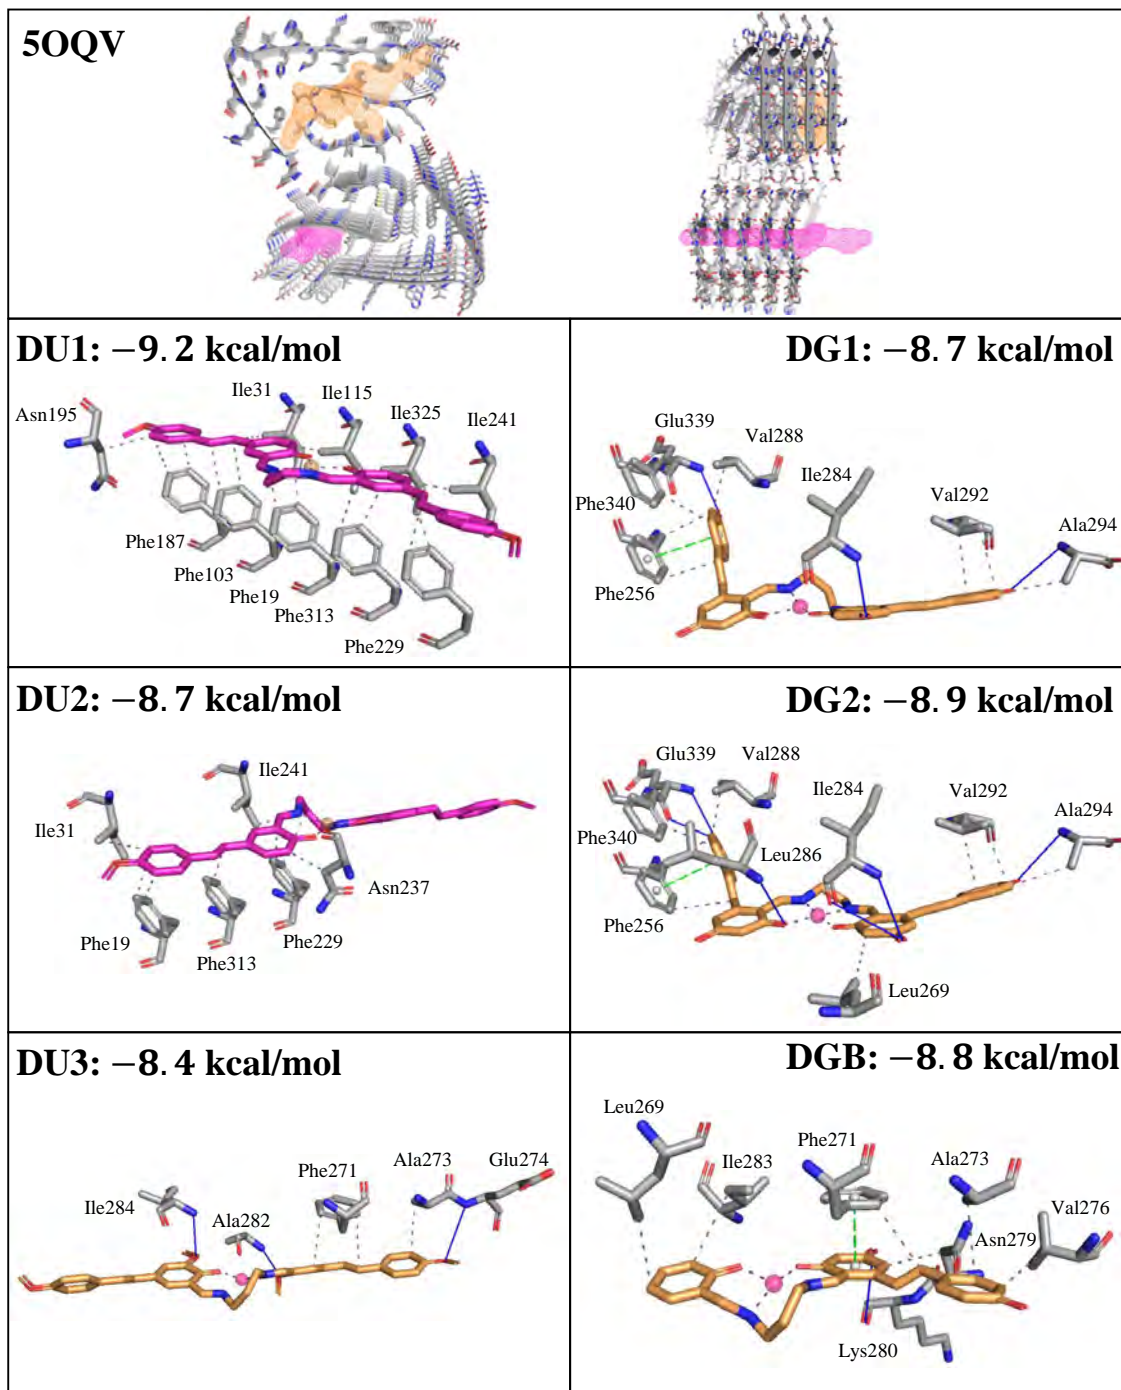 5OQV
DU1: −9.2 kcal/mol
Asn195
Ile31
Ile115
Ile325
Ile241
Phe187
Phe103
Phe19
Phe313
Phe229
DG1: −8.7 kcal/mol
Glu339
Val288
Ile284
Val292
Ala294
Phe340
Phe256
DU2: −8.7 kcal/mol
Ile241
Ile31
Asn237
Phe19
Phe229
Phe313
DG2: −8.9 kcal/mol
Glu339
Val288
Ile284
Val292
Ala294
Phe340
Leu286
Phe256
Leu269
DU3: −8.4 kcal/mol
Phe271
Ala273
Glu274
Ile284
Ala282
DGB: −8.8 kcal/mol
Leu269
Phe271
Ile283
Ala273
Val276
Asn279
Lys280